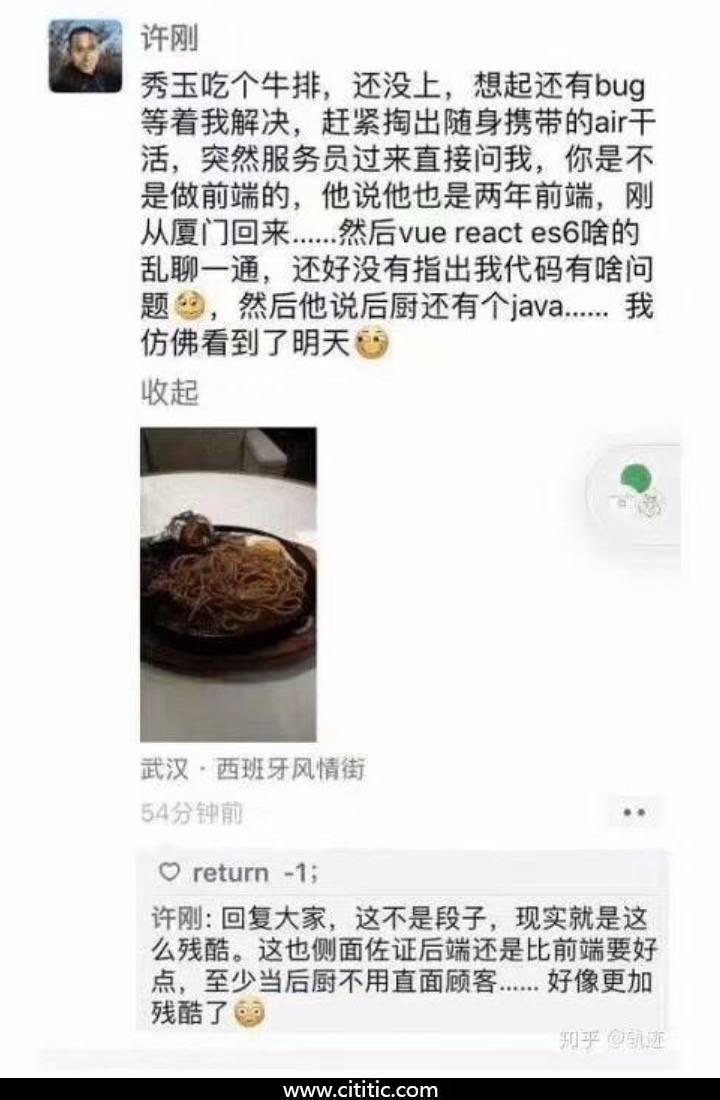 许刚
秀玉吃个牛排，还没上，想起还有bug
等着我解决，赶紧掏出随身携带的air干
活，突然服务员过来直接问我，你是不
是做前端的，他说他也是两年前端，刚
从厦门回来......然后vue react es6啥的
乱聊一通，还好没有指出我代码有啥问
题🥴，然后他说后厨还有个java...... 我
仿佛看到了明天🤣
收起
武汉 · 西班牙风情街
54分钟前
♡ return -1;
许刚: 回复大家，这不是段子，现实就是这
么残酷。这也侧面佐证后端还是比前端要好
点，至少当后厨不用直面顾客...... 好像更加
残酷了😳
知乎 @轨迹
www.cititic.com